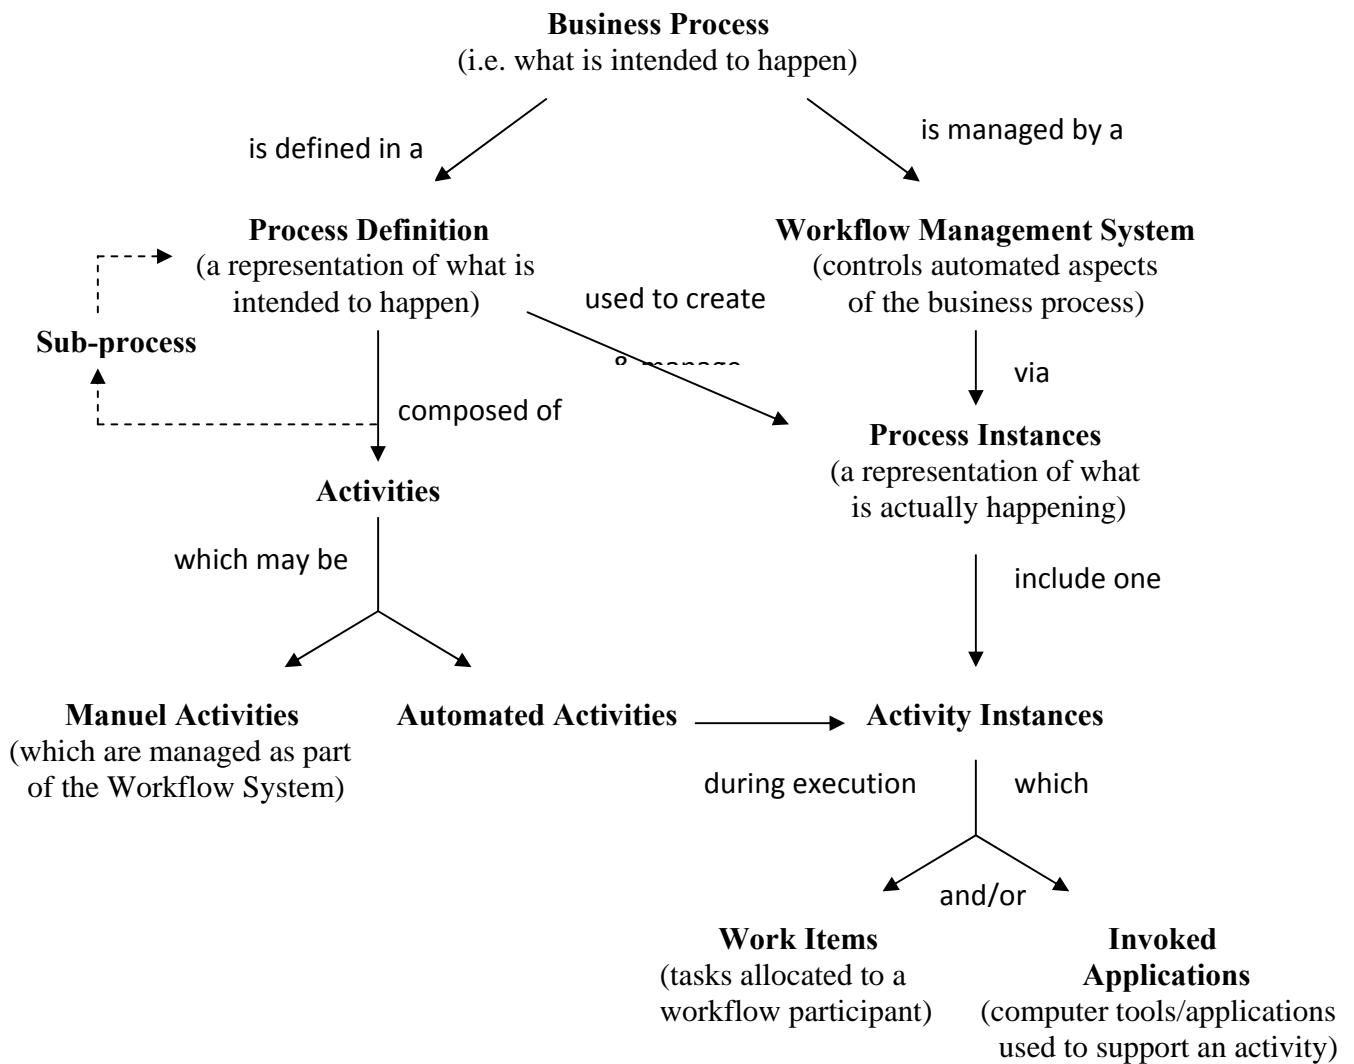 Business Process
(i.e. what is intended to happen)
is defined in a
is managed by a
Process Definition
(a representation of what is
intended to happen)
Workflow Management System
(controls automated aspects
of the business process)
used to create
& manage
Sub-process
via
composed of
Process Instances
(a representation of what
is actually happening)
Activities
which may be
include one
Manuel Activities
(which are managed as part
of the Workflow System)
Automated Activities
Activity Instances
during execution
which
and/or
Work Items
(tasks allocated to a
workflow participant)
Invoked
Applications
(computer tools/applications
used to support an activity)